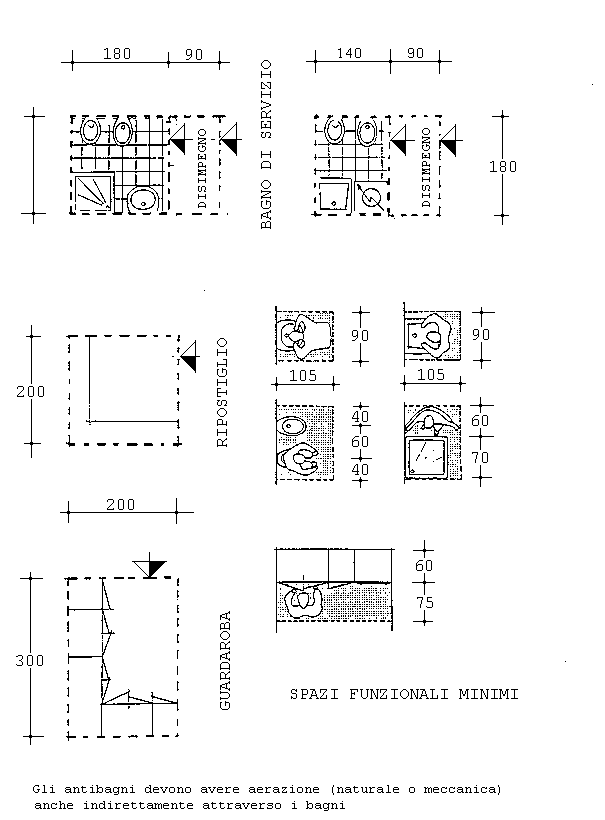 180
90
140
90
DISIMPEGNO
BAGNO DI SERVIZIO
DISIMPEGNO
180
200
RIPOSTIGLIO
90
90
105
105
40
60
40
60
70
200
300
GUARDAROBA
60
75
SPAZI FUNZIONALI MINIMI
Gli antibagni devono avere aerazione (naturale o meccanica)
anche indirettamente attraverso i bagni